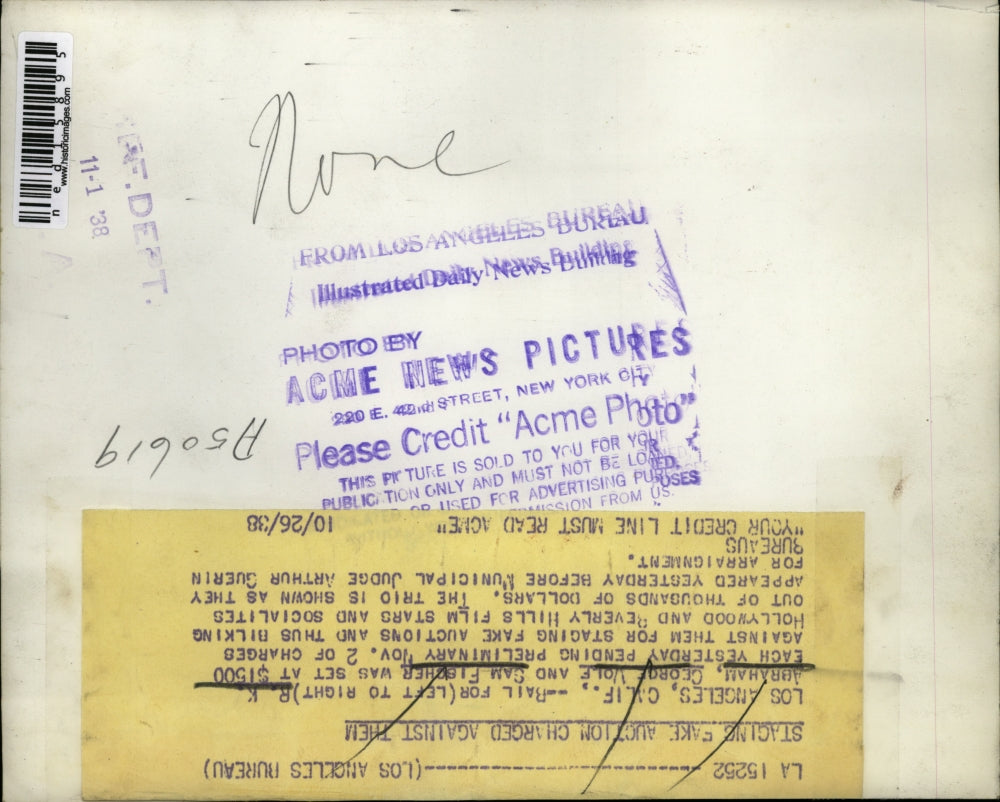 ned15895
www.historicimages.com
REF. DEPT.
11-1 '38
None
FROM LOS ANGELES BUREAU
Illustrated Daily News Building
PHOTO BY
ACME NEWS PICTURES
220 E. 42nd STREET, NEW YORK CITY
Please Credit "Acme Photo"
THIS PICTURE IS SOLD TO YOU FOR YOUR
PUBLICATION ONLY AND MUST NOT BE LOANED,
OR USED FOR ADVERTISING PURPOSES
PERMISSION FROM US.
A50619
LA 15252 ----------------------------(LOS ANGELES BUREAU)
STAGING FAKE AUCTION CHARGED AGAINST THEM
LOS ANGELES, CALIF., --BAIL FOR (LEFT TO RIGHT) R. K.
ABRAHAM, GEORGE VOLE AND SAM FISCHER WAS SET AT $1500
EACH YESTERDAY PENDING PRELIMINARY NOV. 2 OF CHARGES
AGAINST THEM FOR STAGING FAKE AUCTIONS AND THUS BILKING
HOLLYWOOD AND BEVERLY HILLS FILM STARS AND SOCIALITES
OUT OF THOUSANDS OF DOLLARS. THE TRIO IS SHOWN AS THEY
APPEARED YESTERDAY BEFORE MUNICIPAL JUDGE ARTHUR GUERIN
FOR ARRAIGNMENT.
BUREAUS
"YOUR CREDIT LINE MUST READ ACME" 10/26/38